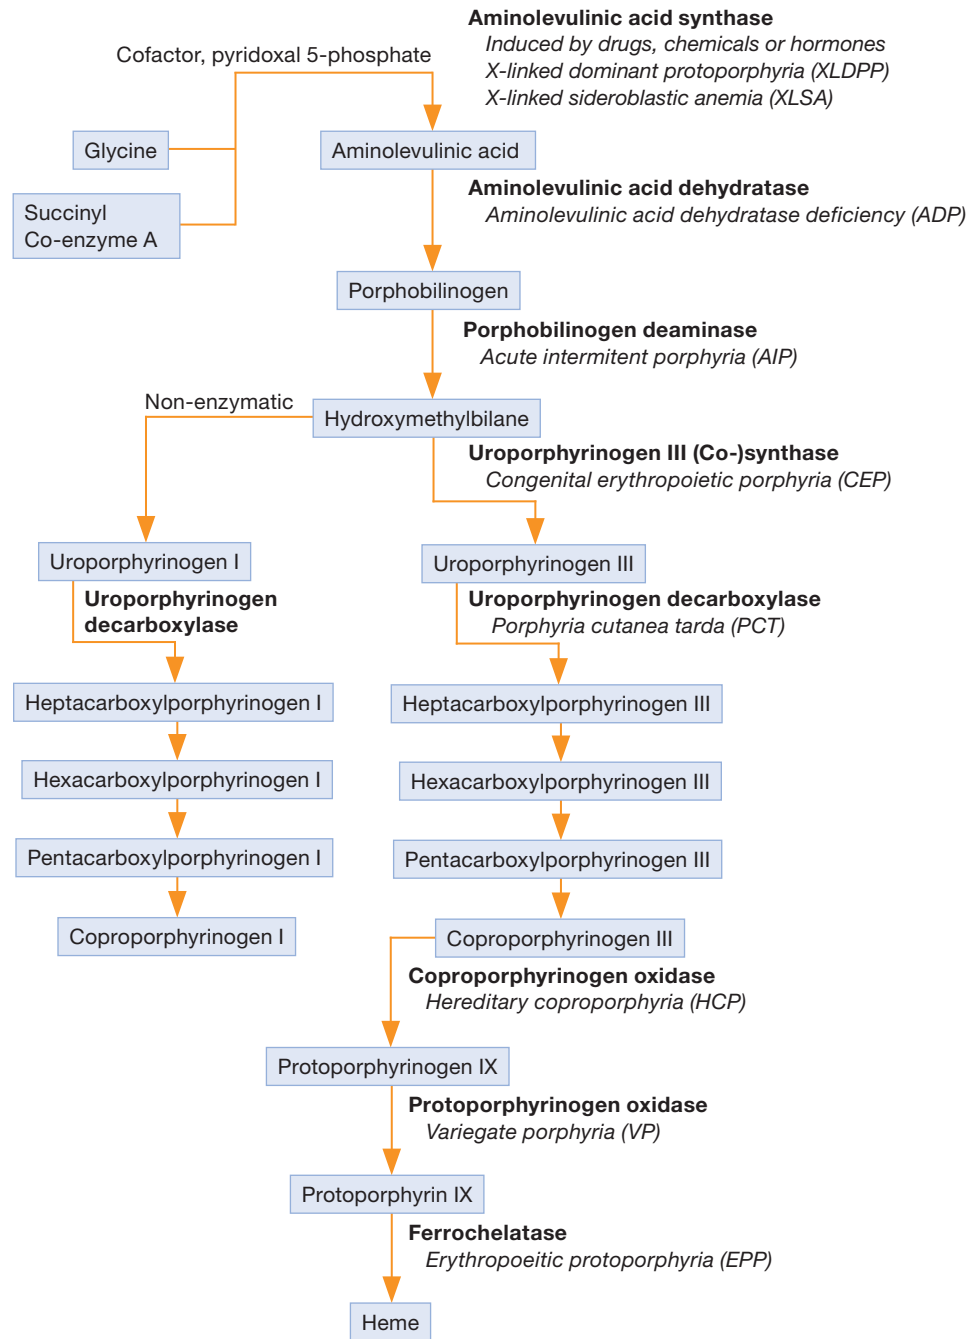 Aminolevulinic acid synthase
Induced by drugs, chemicals or hormones
X-linked dominant protoporphyria (XLDPP)
X-linked sideroblastic anemia (XLSA)
Cofactor, pyridoxal 5-phosphate
Glycine
Aminolevulinic acid
Succinyl
Co-enzyme A
Aminolevulinic acid dehydratase
Aminolevulinic acid dehydratase deficiency (ADP)
Porphobilinogen
Porphobilinogen deaminase
Acute intermitent porphyria (AIP)
Non-enzymatic
Hydroxymethylbilane
Uroporphyrinogen III (Co-)synthase
Congenital erythropoietic porphyria (CEP)
Uroporphyrinogen I
Uroporphyrinogen III
Uroporphyrinogen
decarboxylase
Uroporphyrinogen decarboxylase
Porphyria cutanea tarda (PCT)
Heptacarboxylporphyrinogen I
Heptacarboxylporphyrinogen III
Hexacarboxylporphyrinogen I
Hexacarboxylporphyrinogen III
Pentacarboxylporphyrinogen I
Pentacarboxylporphyrinogen III
Coproporphyrinogen I
Coproporphyrinogen III
Coproporphyrinogen oxidase
Hereditary coproporphyria (HCP)
Protoporphyrinogen IX
Protoporphyrinogen oxidase
Variegate porphyria (VP)
Protoporphyrin IX
Ferrochelatase
Erythropoeitic protoporphyria (EPP)
Heme